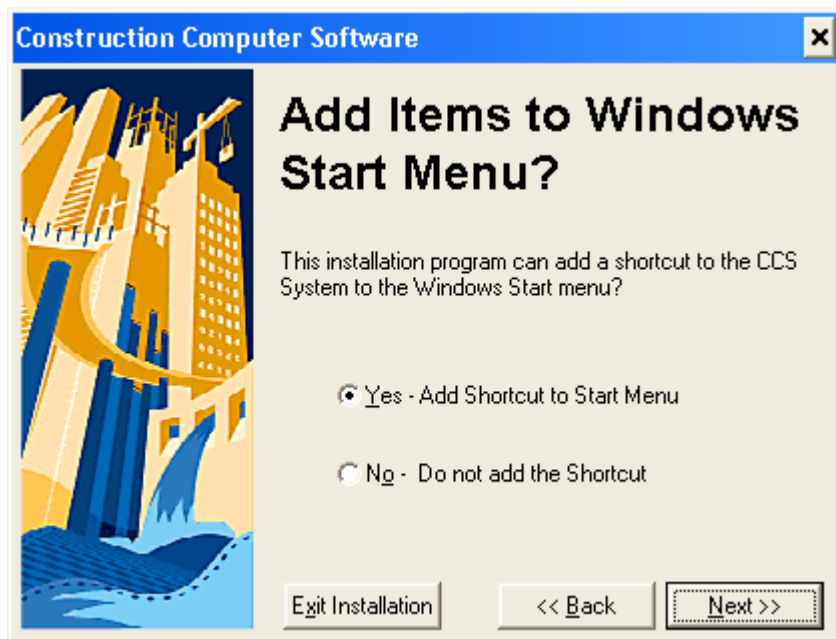 Construction Computer Software
Add Items to Windows
Start Menu?
This installation program can add a shortcut to the CCS
System to the Windows Start menu?
Yes - Add Shortcut to Start Menu
No - Do not add the Shortcut
Exit Installation
<< Back
Next >>